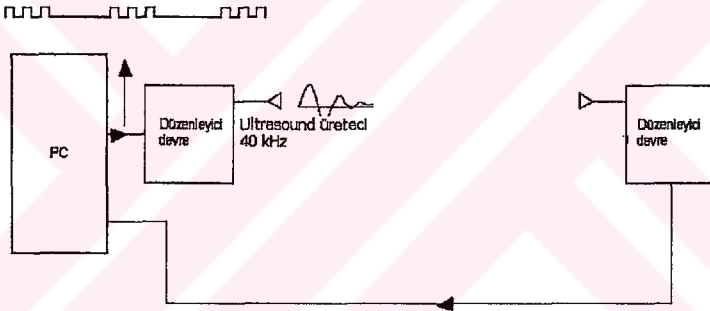 PC
Düzenleyici
devre
Ultrasound üreteci
40 kHz
Düzenleyici
devre